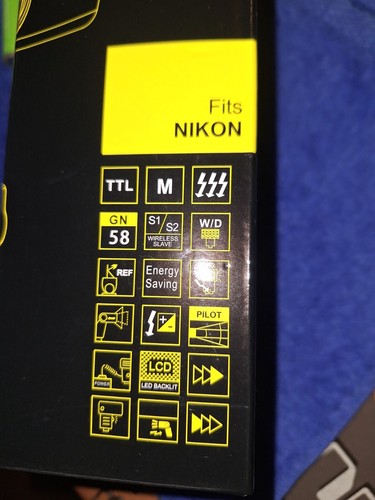 Fits
NIKON
TTL
M
GN
58
S1/S2
WIRELESS
SLAVE
W/D
REF
Energy
Saving
PILOT
POWER
LCD
LED BACKLIT